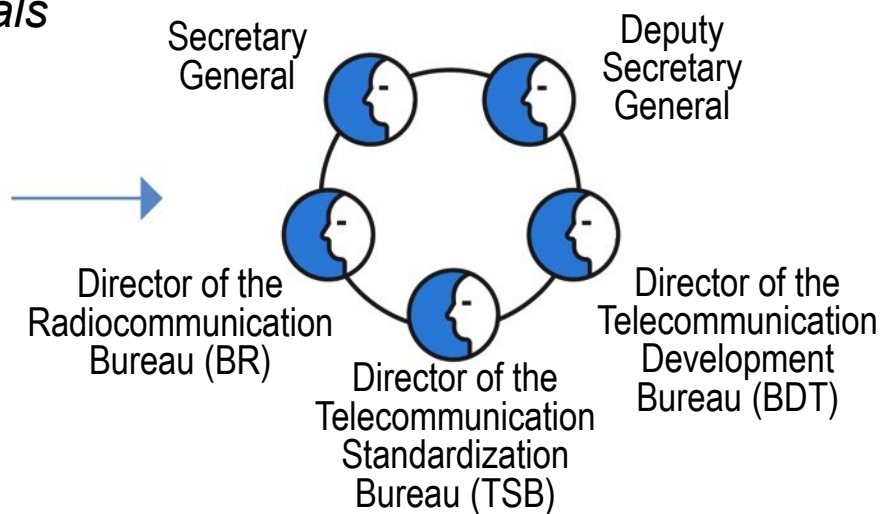 als
Secretary
General
Deputy
Secretary
General
Director of the
Radiocommunication
Bureau (BR)
Director of the
Telecommunication
Standardization
Bureau (TSB)
Director of the
Telecommunication
Development
Bureau (BDT)